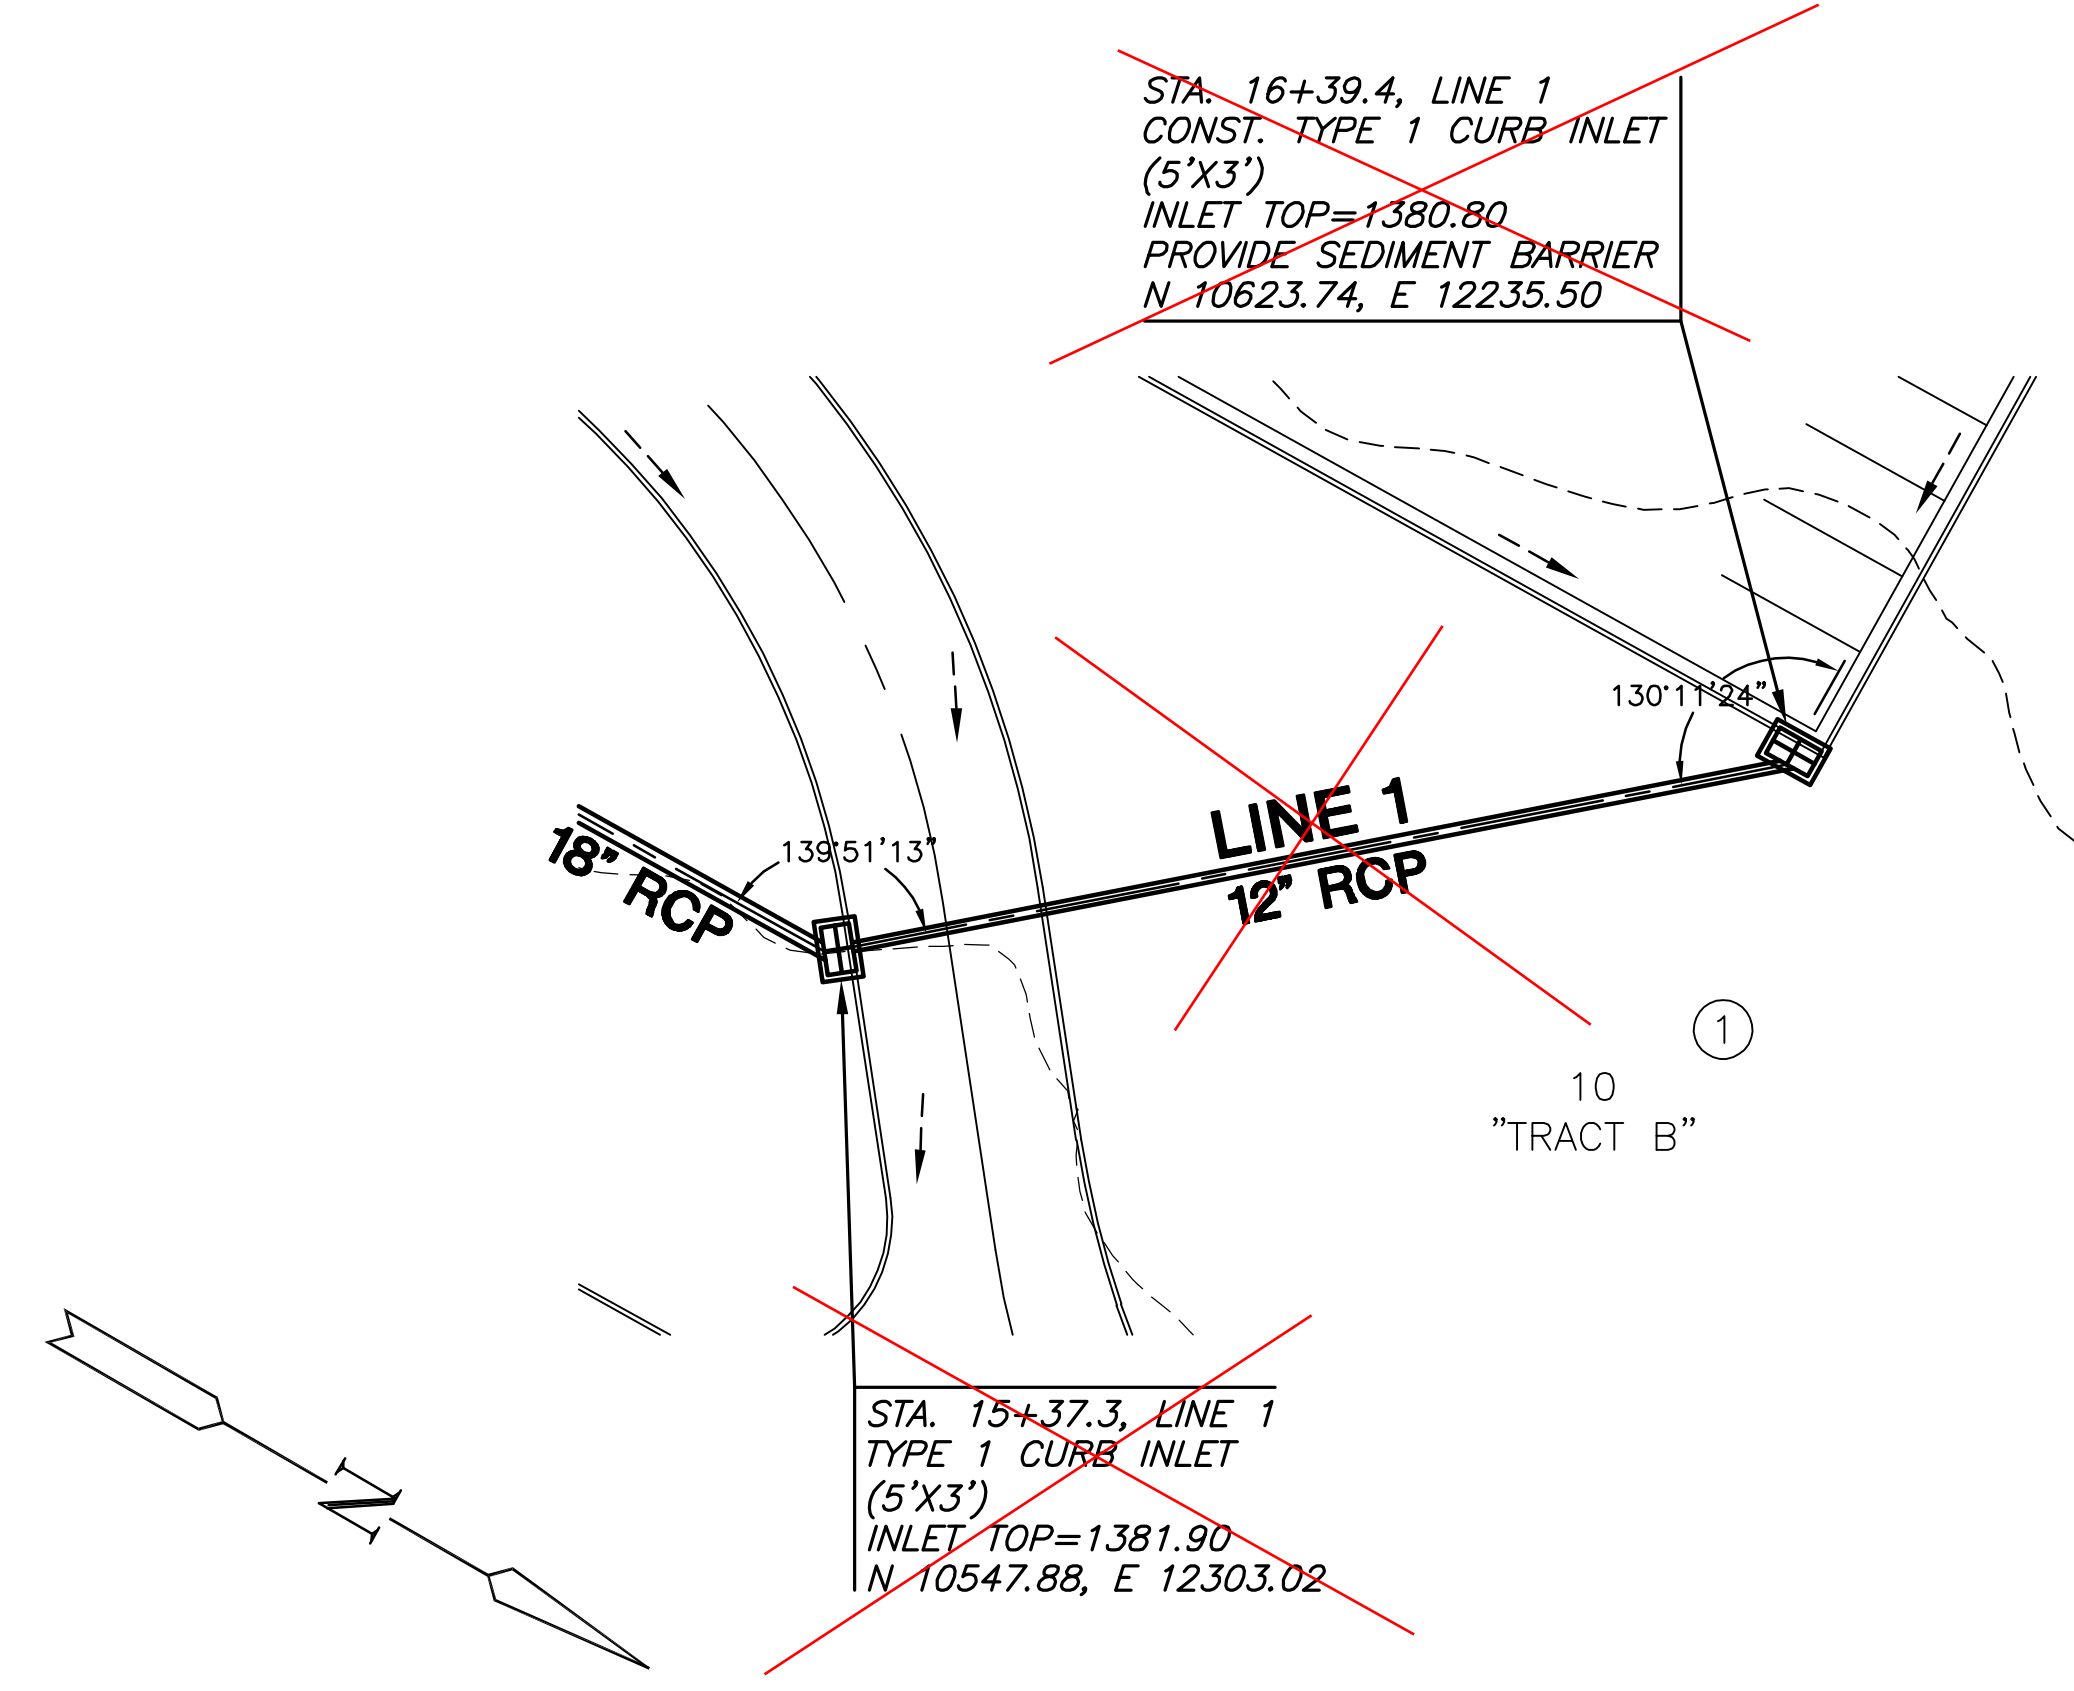 STA. 16+39.4, LINE 1
CONST. TYPE 1 CURB INLET
(5'X3')
INLET TOP=1380.80
PROVIDE SEDIMENT BARRIER
N 10623.74, E 12235.50
130°11'24"
LINE 1
12" RCP
139°51'13"
18" RCP
1
10
"TRACT B"
STA. 15+37.3, LINE 1
TYPE 1 CURB INLET
(5'X3')
INLET TOP=1381.90
N 10547.88, E 12303.02
N